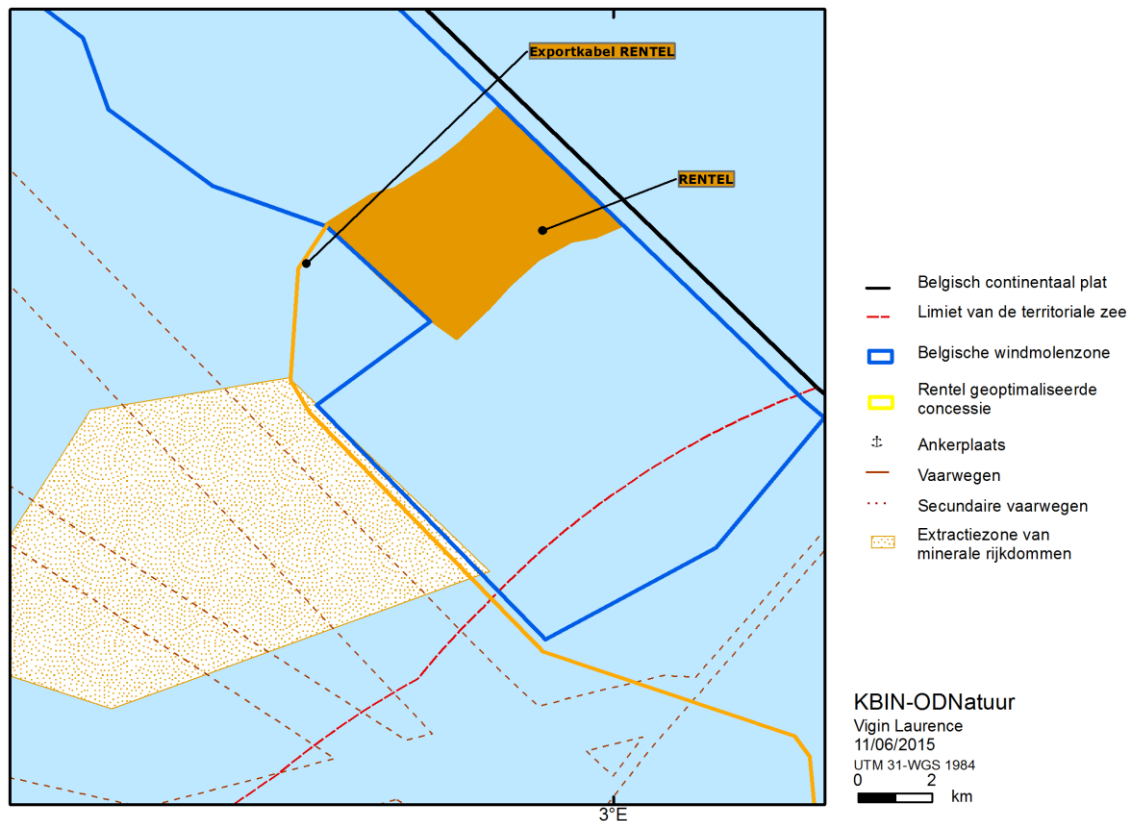 Exportkabel RENTEL
RENTEL
3°E
Belgisch continentaal plat
Limiet van de territoriale zee
Belgische windmolenzone
Rentel geoptimaliseerde
concessie
Ankerplaats
Vaarwegen
Secundaire vaarwegen
Extractiezone van
minerale rijkdommen
KBIN-ODNatuur
Vigin Laurence
11/06/2015
UTM 31-WGS 1984
0 2
km